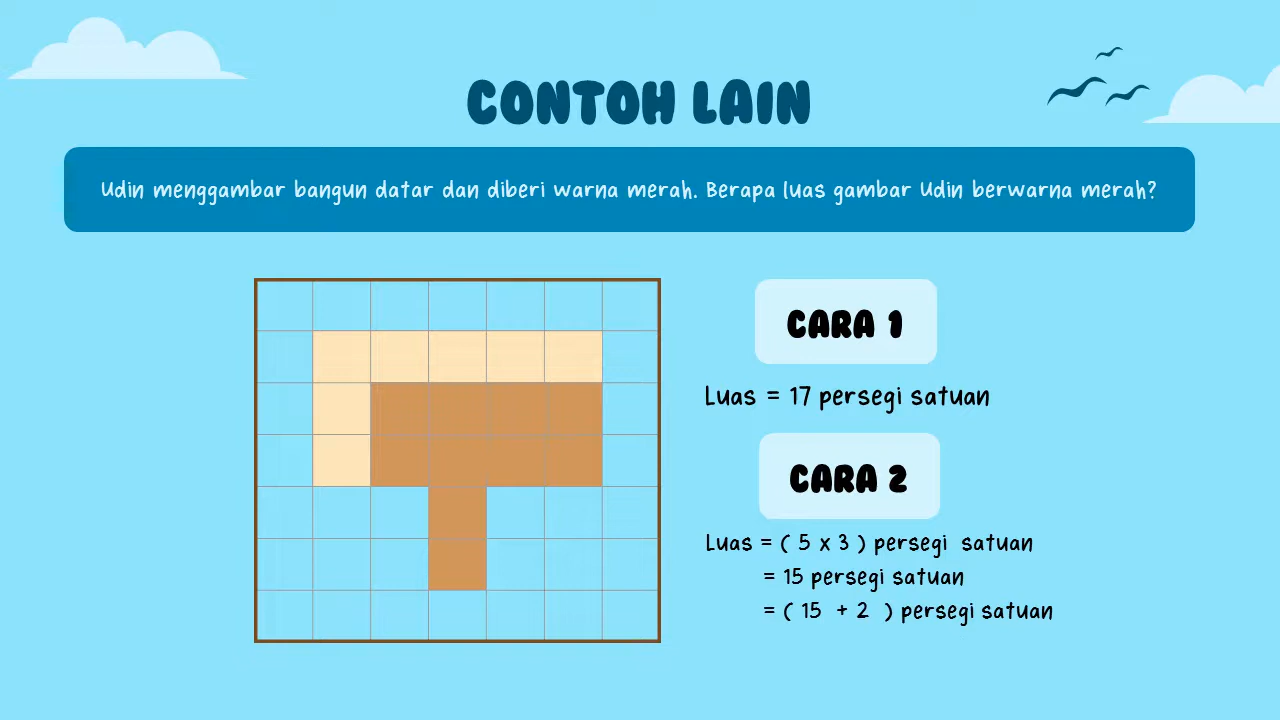 CONTOH LAIN
Udin menggambar bangun datar dan diberi warna merah. Berapa luas gambar Udin berwarna merah?
CARA 1
Luas = 17 persegi satuan
CARA 2
Luas = ( 5 x 3 ) persegi satuan
= 15 persegi satuan
= ( 15 + 2 ) persegi satuan